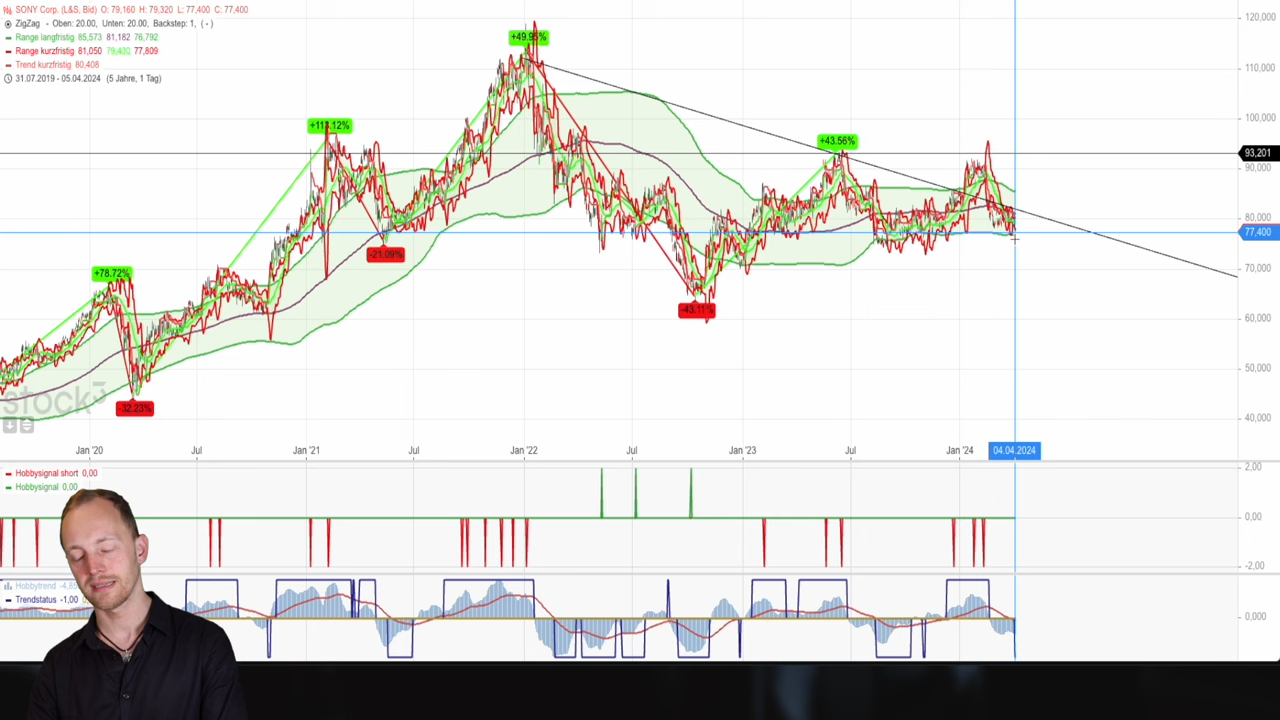 SONY Corp. (L&S, Bid) O: 79,160 H: 79,320 L: 77,400 C: 77,400
ZigZag - Oben: 20.00, Unten: 20.00, Backstep: 1, ( - )
Range langfristig 85,573 81,182 76,792
Range kurzfristig 81,050 79,430 77,809
Trend kurzfristig 80,408
31.07.2019 - 05.04.2024 (5 Jahre, 1 Tag)
+78.72%
-32.23%
+113.12%
-21.09%
+49.95%
-43.11%
+43.56%
120,000
110,000
100,000
93,201
90,000
80,000
77,400
70,000
60,000
50,000
40,000
stock3
Jan '20
Jul
Jan '21
Jul
Jan '22
Jul
Jan '23
Jul
Jan '24
04.04.2024
Hobbysignal short 0,00
Hobbysignal 0,00
2,00
0,00
-2,00
Hobbytrend
Trendstatus -1,00
0,000